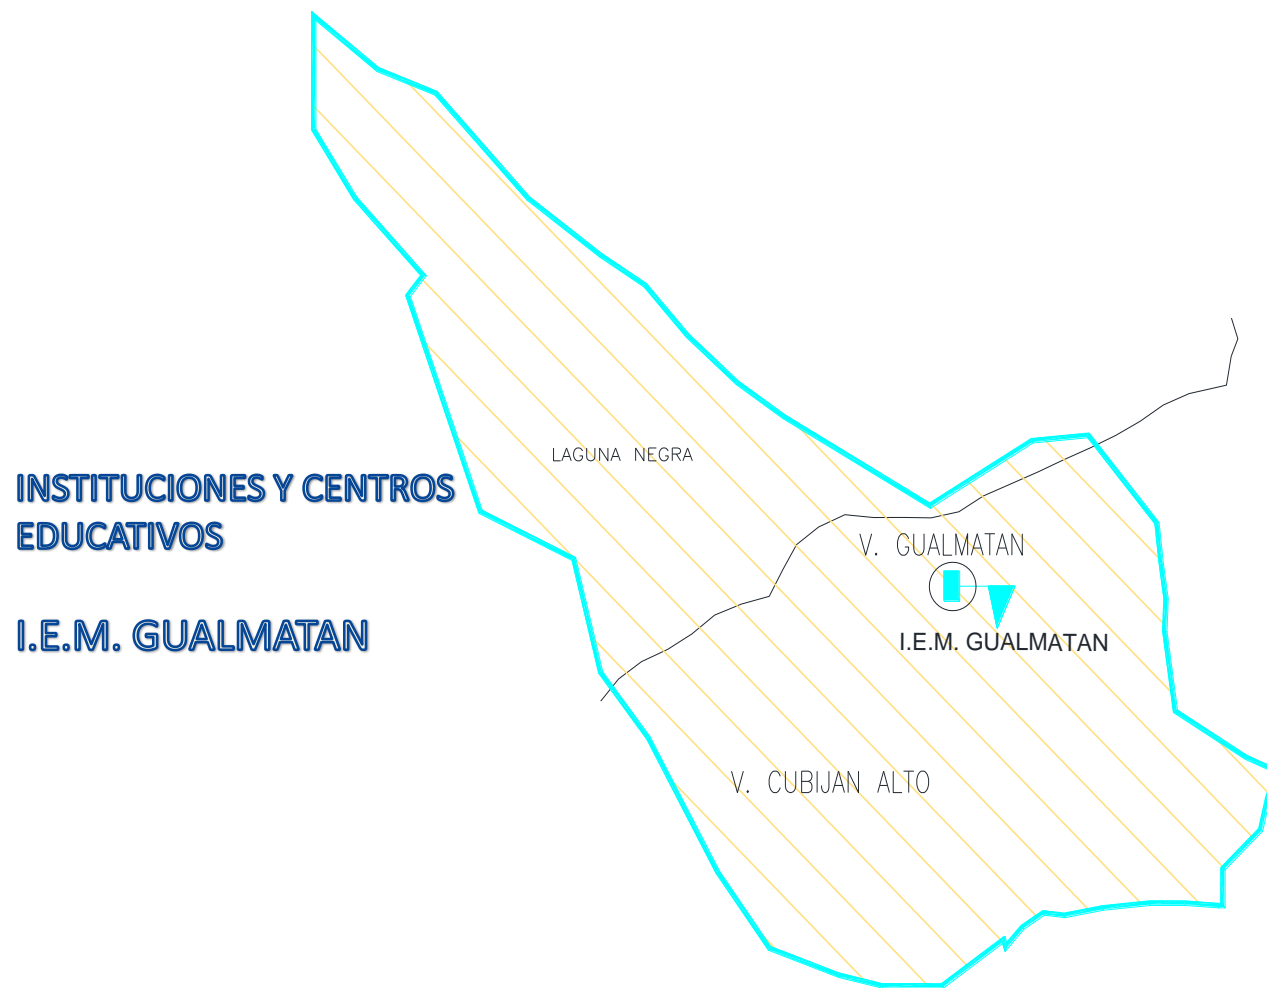 LAGUNA NEGRA
INSTITUCIONES Y CENTROS
EDUCATIVOS
V. GUALMATAN
I.E.M. GUALMATAN
I.E.M. GUALMATAN
V. CUBIJAN ALTO